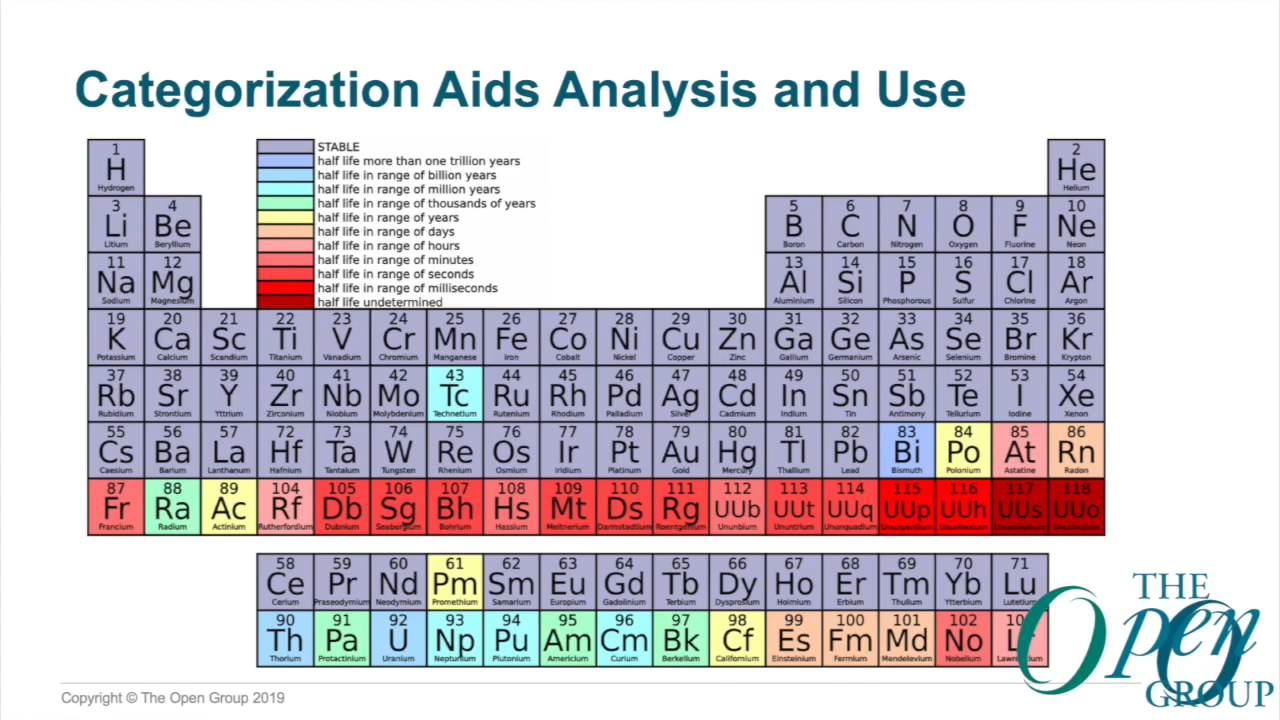 Categorization Aids Analysis and Use
STABLE
half life more than one trillion years
half life in range of billion years
half life in range of million years
half life in range of thousands of years
half life in range of years
half life in range of days
half life in range of hours
half life in range of minutes
half life in range of seconds
half life in range of milliseconds
half life undetermined
1 2
H He
Hydrogen Helium
3 4 5 6 7 8 9 10
Li Be B C N O F Ne
Litium Beryllium Boron Carbon Nitrogen Oxygen Fluorine Neon
11 12 13 14 15 16 17 18
Na Mg Al Si P S Cl Ar
Sodium Magnesium Aluminium Silicon Phosphorous Sulfur Chlorine Argon
19 20 21 22 23 24 25 26 27 28 29 30 31 32 33 34 35 36
K Ca Sc Ti V Cr Mn Fe Co Ni Cu Zn Ga Ge As Se Br Kr
Potassium Calcium Scandium Titanium Vanadium Chromium Manganese Iron Cobalt Nickel Copper Zinc Gallium Germanium Arsenic Selenium Bromine Krypton
37 38 39 40 41 42 43 44 45 46 47 48 49 50 51 52 53 54
Rb Sr Y Zr Nb Mo Tc Ru Rh Pd Ag Cd In Sn Sb Te I Xe
Rubidium Strontium Yttrium Zirconium Niobium Molybdenum Technetium Rutenium Rhodium Palladium Silver Cadmium Indium Tin Antimony Tellurium Iodine Xenon
55 56 57 72 73 74 75 76 77 78 79 80 81 82 83 84 85 86
Cs Ba La Hf Ta W Re Os Ir Pt Au Hg Tl Pb Bi Po At Rn
Caesium Barium Lanthanum Hafnium Tantalum Tungsten Rhenium Osmium Iridium Platinum Gold Mercury Thallium Lead Bismuth Polonium Astatine Radon
87 88 89 104 105 106 107 108 109 110 111 112 113 114 115 116 117 118
Fr Ra Ac Rf Db Sg Bh Hs Mt Ds Rg UUb UUt UUq UUp UUh UUs UUo
Francium Radium Actinium Rutherfordium Dubnium Seaborgium Bohrium Hassium Meitnerium Darmstadtium Roentgenium Ununbium Ununtrium Ununquadium
58 59 60 61 62 63 64 65 66 67 68 69 70 71
Ce Pr Nd Pm Sm Eu Gd Tb Dy Ho Er Tm Yb Lu
Cerium Praseodymium Neodymium Promethium Samarium Europium Gadolinium Terbium Dysprosium Holmium Erbium Thulium Ytterbium Lutetium
90 91 92 93 94 95 96 97 98 99 100 101 102
Th Pa U Np Pu Am Cm Bk Cf Es Fm Md No
Thorium Protactinium Uranium Neptunium Plutonium Americium Curium Berkelium Californium Einsteinium Fermium Mendelevium Nobelium
THE
Open
GROUP
Copyright © The Open Group 2019